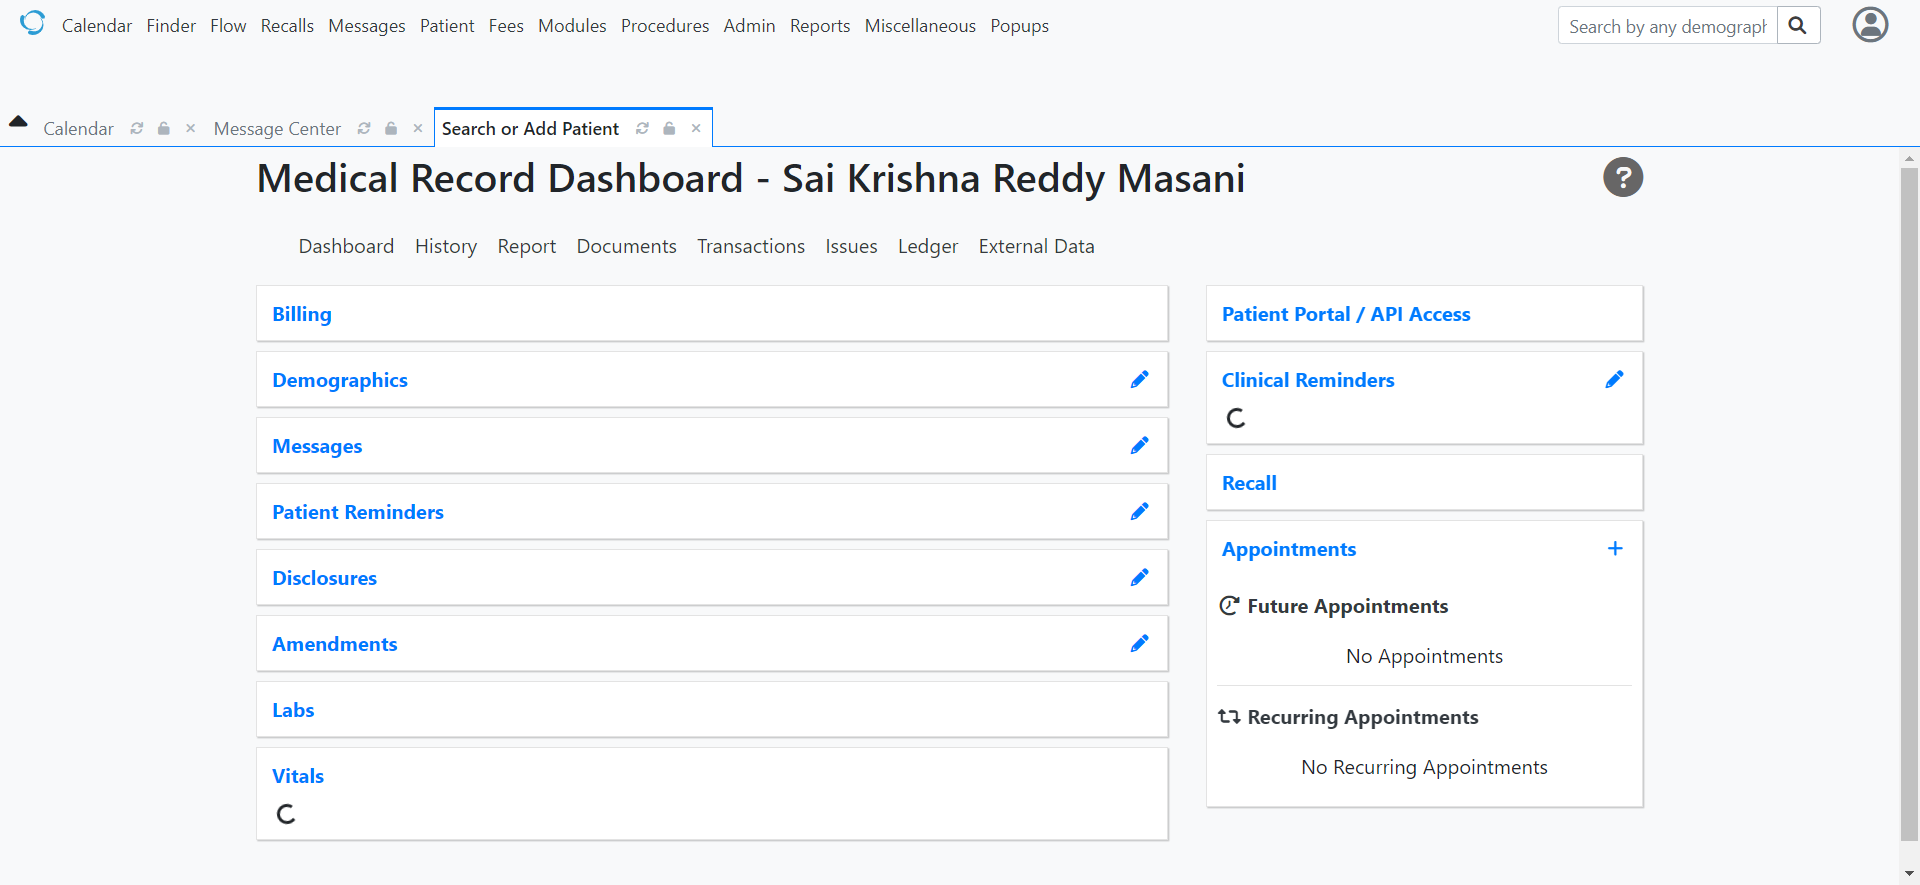 Calendar Finder Flow Recalls Messages Patient Fees Modules Procedures Admin Reports Miscellaneous Popups
Search by any demograph
Calendar Message Center Search or Add Patient
Medical Record Dashboard - Sai Krishna Reddy Masani
?
Dashboard History Report Documents Transactions Issues Ledger External Data
Billing
Demographics
Messages
Patient Reminders
Disclosures
Amendments
Labs
Vitals
Patient Portal / API Access
Clinical Reminders
Recall
Appointments
Future Appointments
No Appointments
Recurring Appointments
No Recurring Appointments